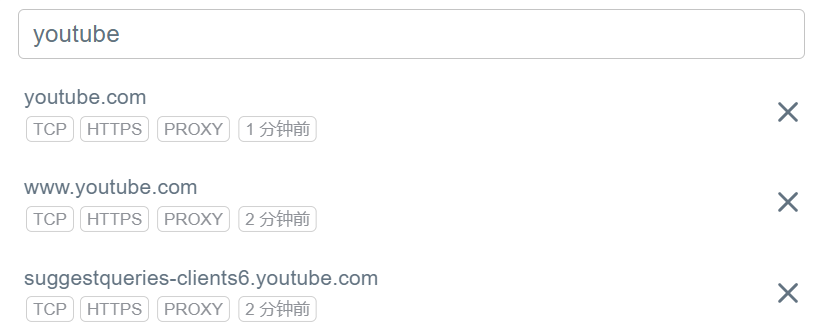 youtube
youtube.com
TCP HTTPS PROXY 1 分钟前
www.youtube.com
TCP HTTPS PROXY 2 分钟前
suggestqueries-clients6.youtube.com
TCP HTTPS PROXY 2 分钟前